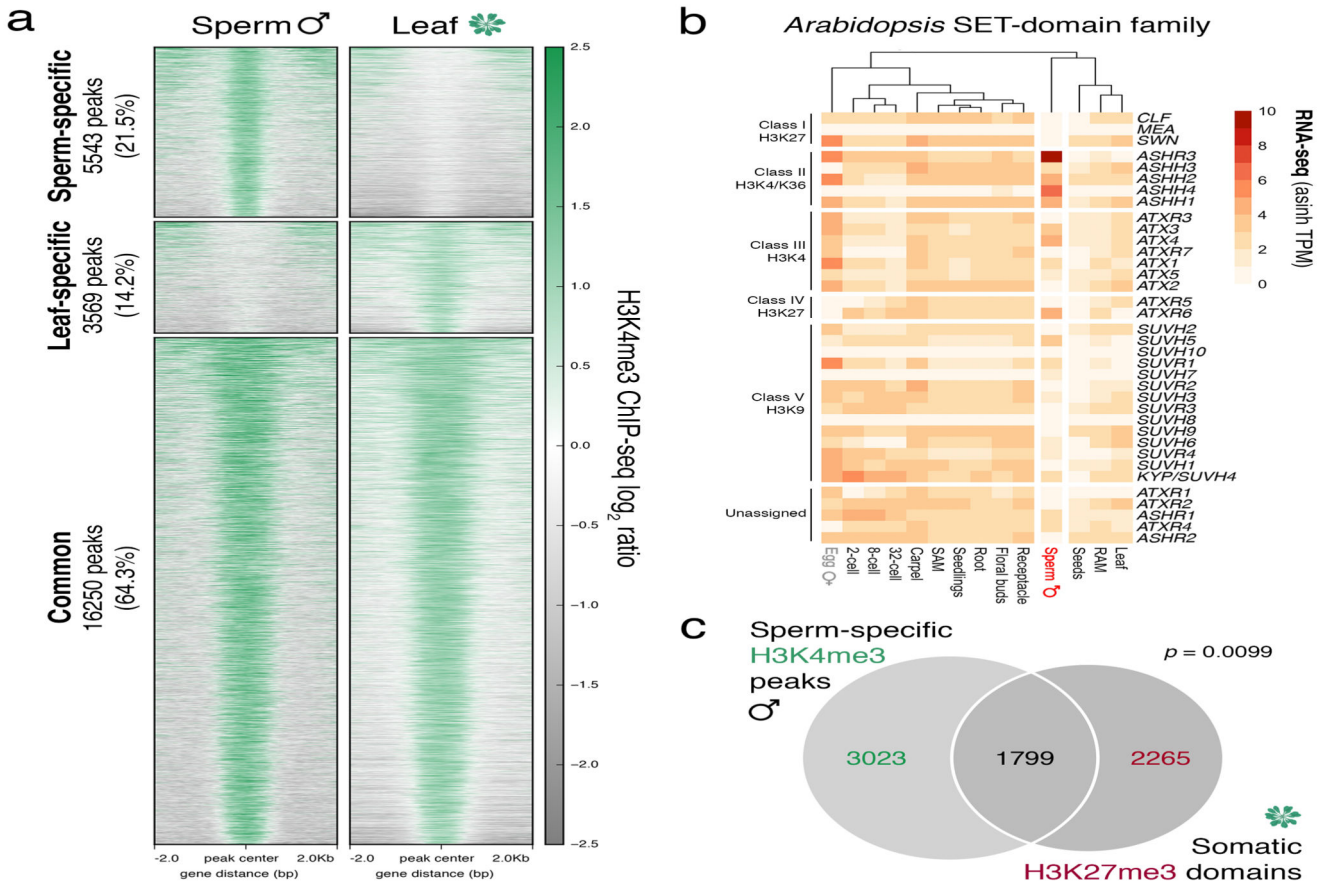 a
Sperm ♂
Leaf
Sperm-specific
5543 peaks
(21.5%)
Leaf-specific
3569 peaks
(14.2%)
Common
16250 peaks
(64.3%)
2.5
2.0
1.5
1.0
0.5
0.0
−0.5
−1.0
−1.5
−2.0
−2.5
H3K4me3 ChIP-seq log2 ratio
-2.0 peak center 2.0Kb
gene distance (bp)
-2.0 peak center 2.0Kb
gene distance (bp)
b
Arabidopsis SET-domain family
Class I
H3K27
Class II
H3K4/K36
Class III
H3K4
Class IV
H3K27
Class V
H3K9
Unassigned
CLF
MEA
SWN
ASHR3
ASHH3
ASHH2
ASHH4
ASHH1
ATXR3
ATX3
ATX4
ATXR7
ATX1
ATX5
ATX2
ATXR5
ATXR6
SUVH2
SUVH5
SUVH10
SUVR1
SUVH7
SUVR2
SUVH3
SUVR3
SUVH8
SUVH9
SUVH6
SUVR4
SUVH1
KYP/SUVH4
ATXR1
ATXR2
ASHR1
ATXR4
ASHR2
Egg ♀
2-cell
8-cell
32-cell
Carpel
SAM
Seedlings
Root
Floral buds
Receptacle
Sperm ♂
Seeds
RAM
Leaf
10
8
6
4
2
0
RNA-seq (asinh TPM)
c
Sperm-specific
H3K4me3
peaks
♂
p = 0.0099
3023
1799
2265
Somatic
H3K27me3 domains